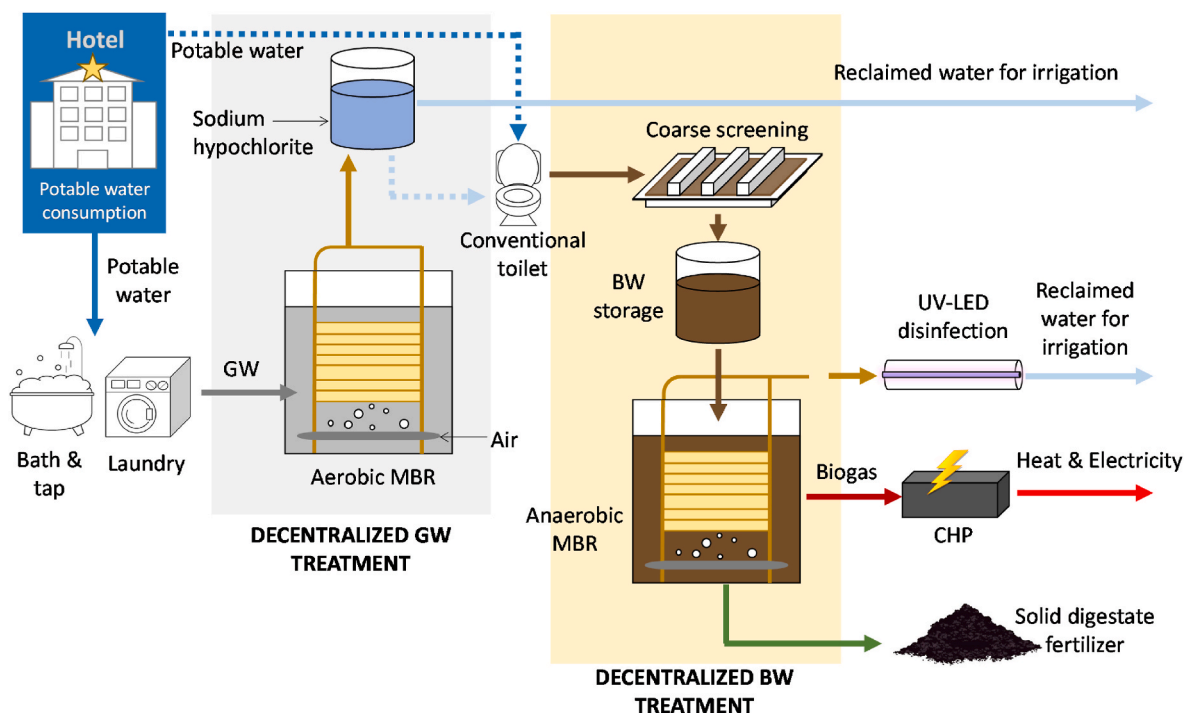 Hotel
Potable water
consumption
Potable water
Sodium
hypochlorite
Reclaimed water for irrigation
Coarse screening
Conventional
toilet
Potable
water
BW
storage
UV-LED
disinfection
Reclaimed
water for
irrigation
GW
Air
Bath &
tap
Laundry
Aerobic MBR
DECENTRALIZED GW
TREATMENT
Anaerobic
MBR
Biogas
Heat & Electricity
CHP
Solid digestate
fertilizer
DECENTRALIZED BW
TREATMENT